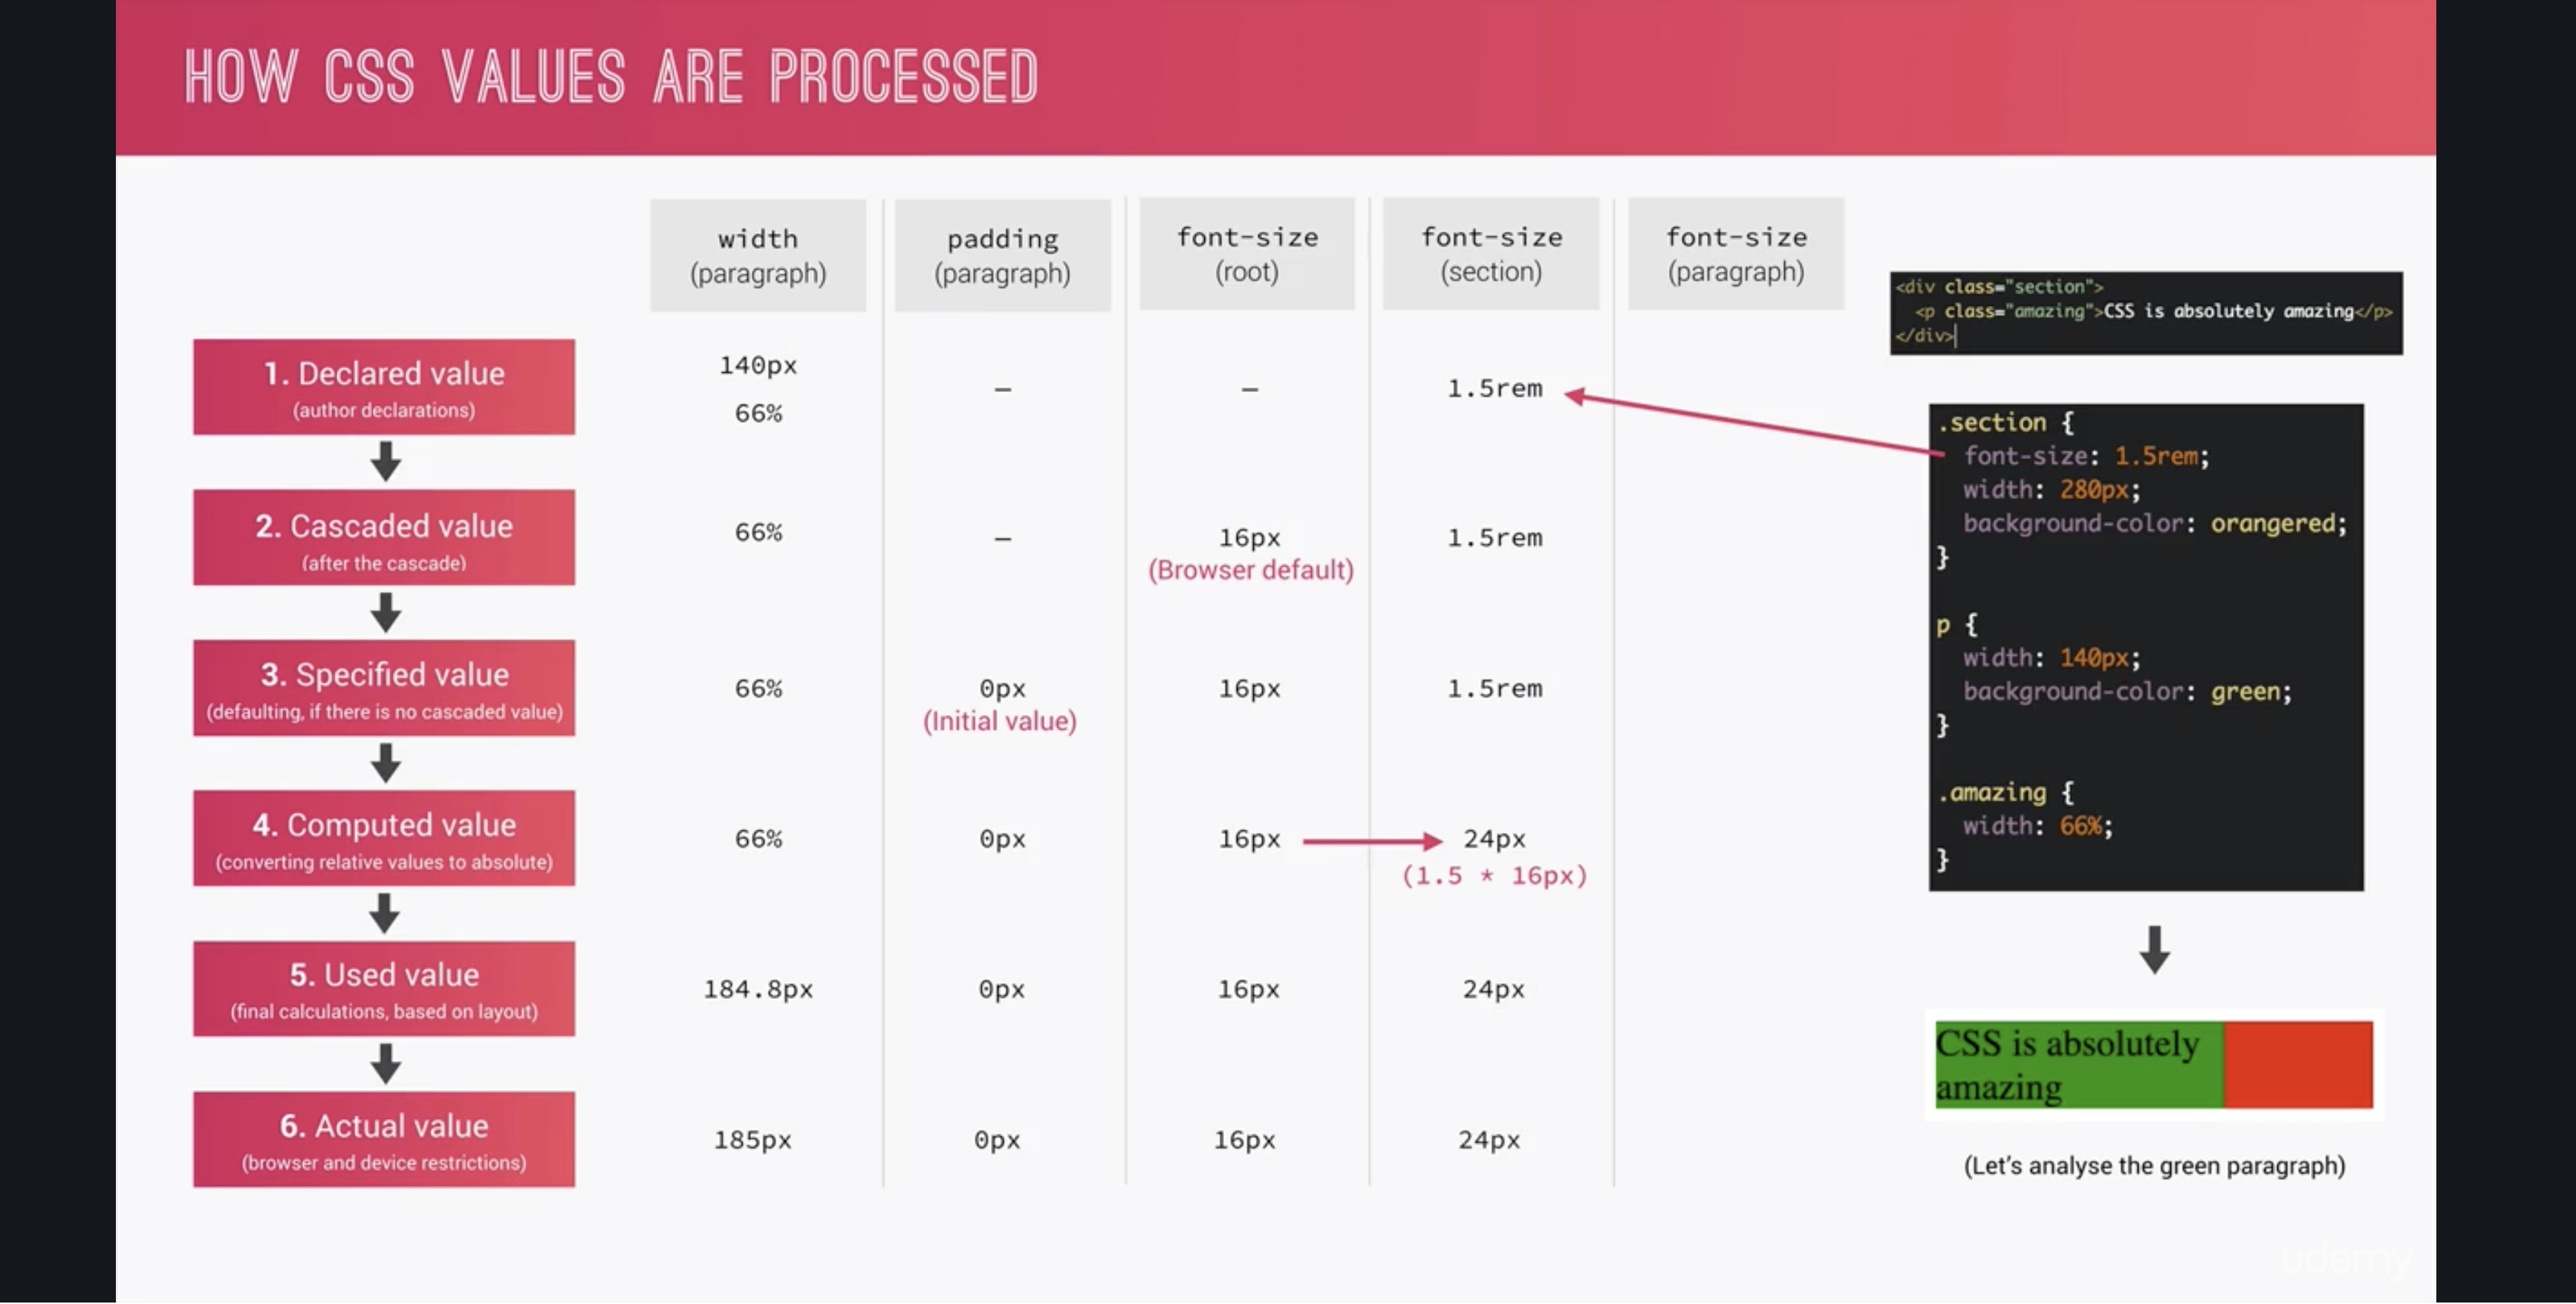 HOW CSS VALUES ARE PROCESSED
width
(paragraph)
padding
(paragraph)
font-size
(root)
font-size
(section)
font-size
(paragraph)
1. Declared value
(author declarations)
140px
66%
–
–
1.5rem
2. Cascaded value
(after the cascade)
66%
–
16px
(Browser default)
1.5rem
3. Specified value
(defaulting, if there is no cascaded value)
66%
0px
(Initial value)
16px
1.5rem
4. Computed value
(converting relative values to absolute)
66%
0px
16px
24px
(1.5 * 16px)
5. Used value
(final calculations, based on layout)
184.8px
0px
16px
24px
6. Actual value
(browser and device restrictions)
185px
0px
16px
24px
<div class="section">
<p class="amazing">CSS is absolutely amazing</p>
</div>
.section {
font-size: 1.5rem;
width: 280px;
background-color: orangered;
}
p {
width: 140px;
background-color: green;
}
.amazing {
width: 66%;
}
CSS is absolutely
amazing
(Let's analyse the green paragraph)
udemy